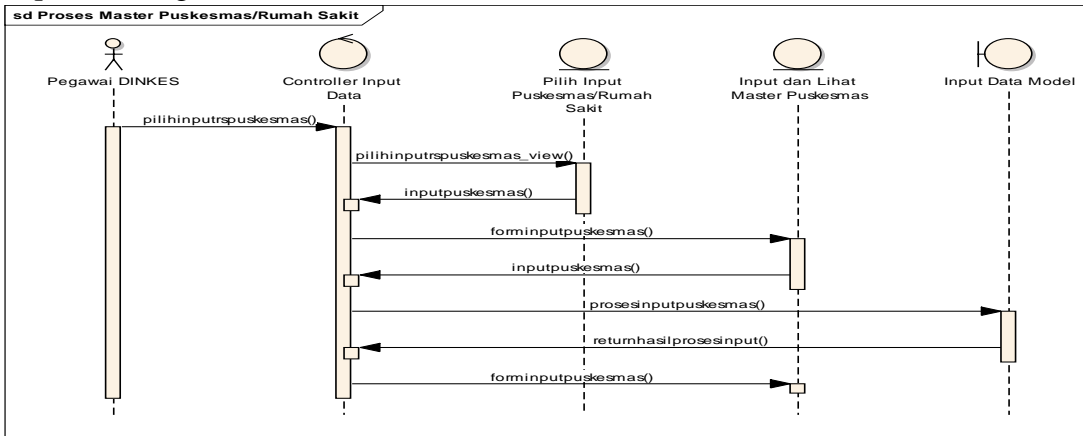 sd Proses Master Puskesmas/Rumah Sakit
Pegawai DINKES
Controller Input
Data
Pilih Input
Puskesmas/Rumah
Sakit
Input dan Lihat
Master Puskesmas
Input Data Model
pilihinputrspuskesmas()
pilihinputrspuskesmas_view()
inputpuskesmas()
forminputpuskesmas()
inputpuskesmas()
prosesinputpuskesmas()
returnhasilprosesinput()
forminputpuskesmas()